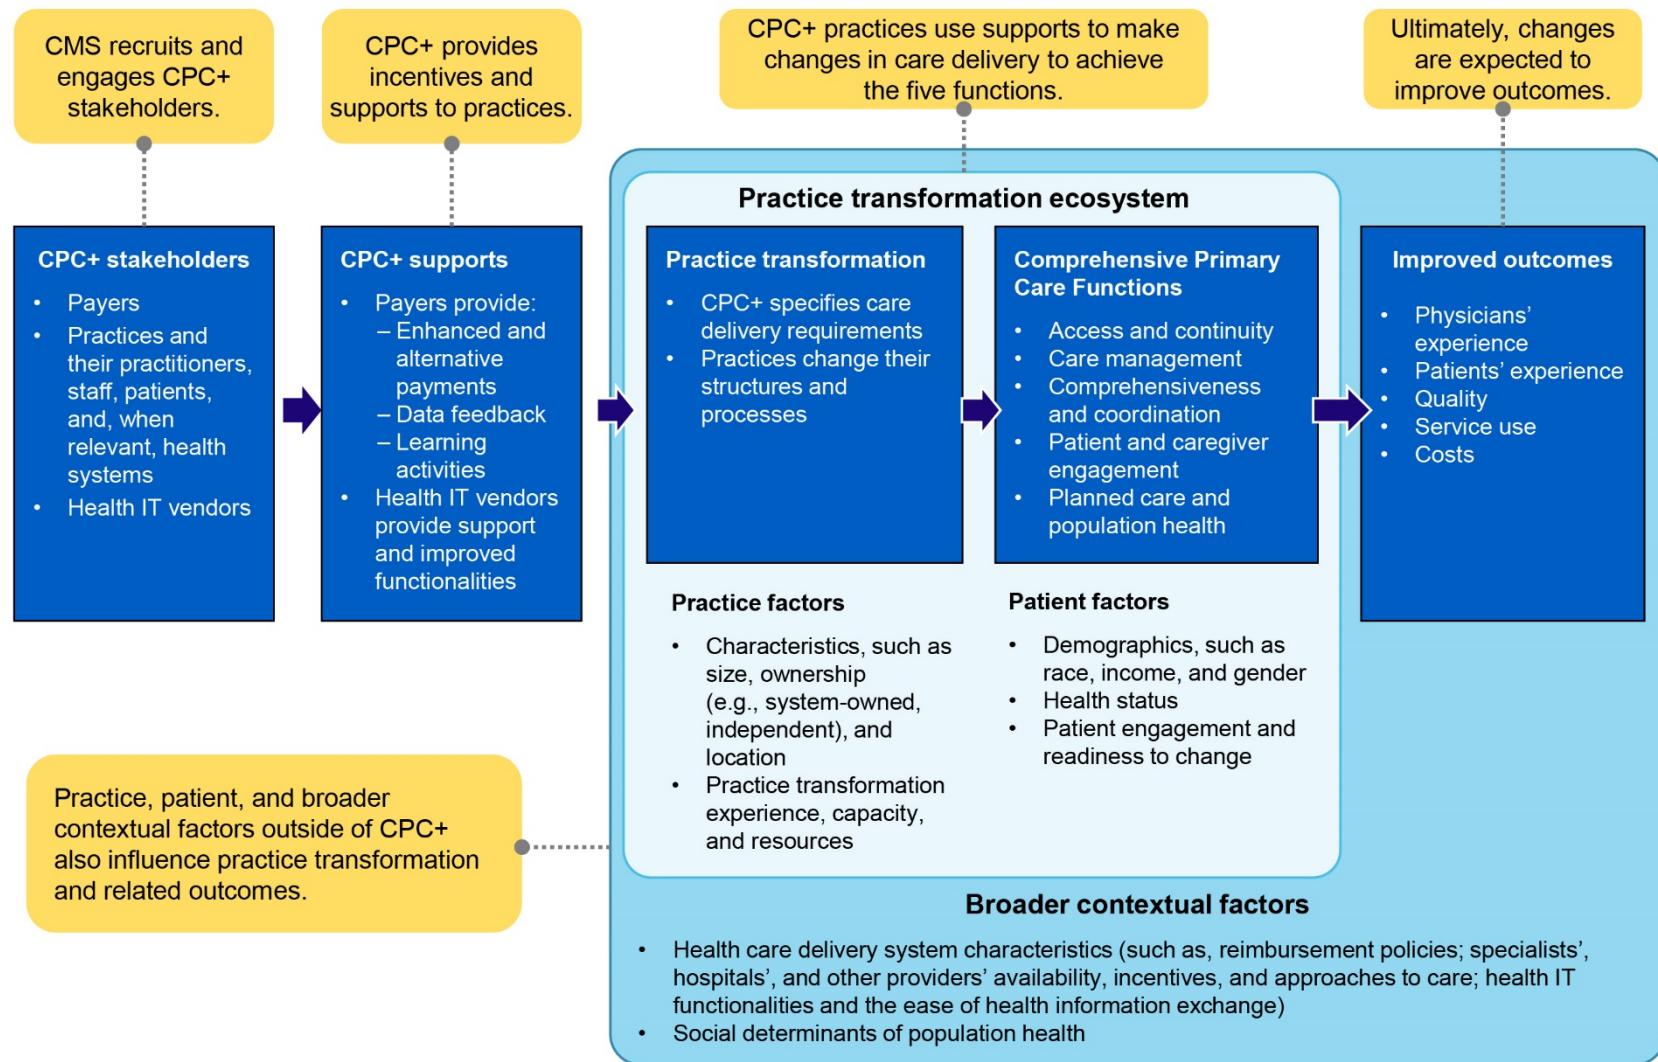 CMS recruits and
engages CPC+
stakeholders.
CPC+ provides
incentives and
supports to practices.
CPC+ practices use supports to make
changes in care delivery to achieve
the five functions.
Ultimately, changes
are expected to
improve outcomes.
Practice transformation ecosystem
CPC+ stakeholders
• Payers
• Practices and
their practitioners,
staff, patients,
and, when
relevant, health
systems
• Health IT vendors
CPC+ supports
• Payers provide:
– Enhanced and
alternative
payments
– Data feedback
– Learning
activities
• Health IT vendors
provide support
and improved
functionalities
Practice transformation
• CPC+ specifies care
delivery requirements
• Practices change their
structures and
processes
Comprehensive Primary
Care Functions
• Access and continuity
• Care management
• Comprehensiveness
and coordination
• Patient and caregiver
engagement
• Planned care and
population health
Improved outcomes
• Physicians’
experience
• Patients’ experience
• Quality
• Service use
• Costs
Practice factors
• Characteristics, such as
size, ownership
(e.g., system-owned,
independent), and
location
• Practice transformation
experience, capacity,
and resources
Patient factors
• Demographics, such as
race, income, and gender
• Health status
• Patient engagement and
readiness to change
Practice, patient, and broader
contextual factors outside of CPC+
also influence practice transformation
and related outcomes.
Broader contextual factors
• Health care delivery system characteristics (such as, reimbursement policies; specialists’,
hospitals’, and other providers’ availability, incentives, and approaches to care; health IT
functionalities and the ease of health information exchange)
• Social determinants of population health